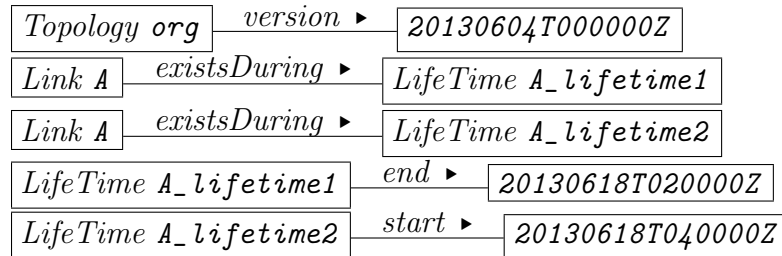 Topology org version ▸ 20130604T000000Z
Link A existsDuring ▸ LifeTime A_lifetime1
Link A existsDuring ▸ LifeTime A_lifetime2
LifeTime A_lifetime1 end ▸ 20130618T020000Z
LifeTime A_lifetime2 start ▸ 20130618T040000Z